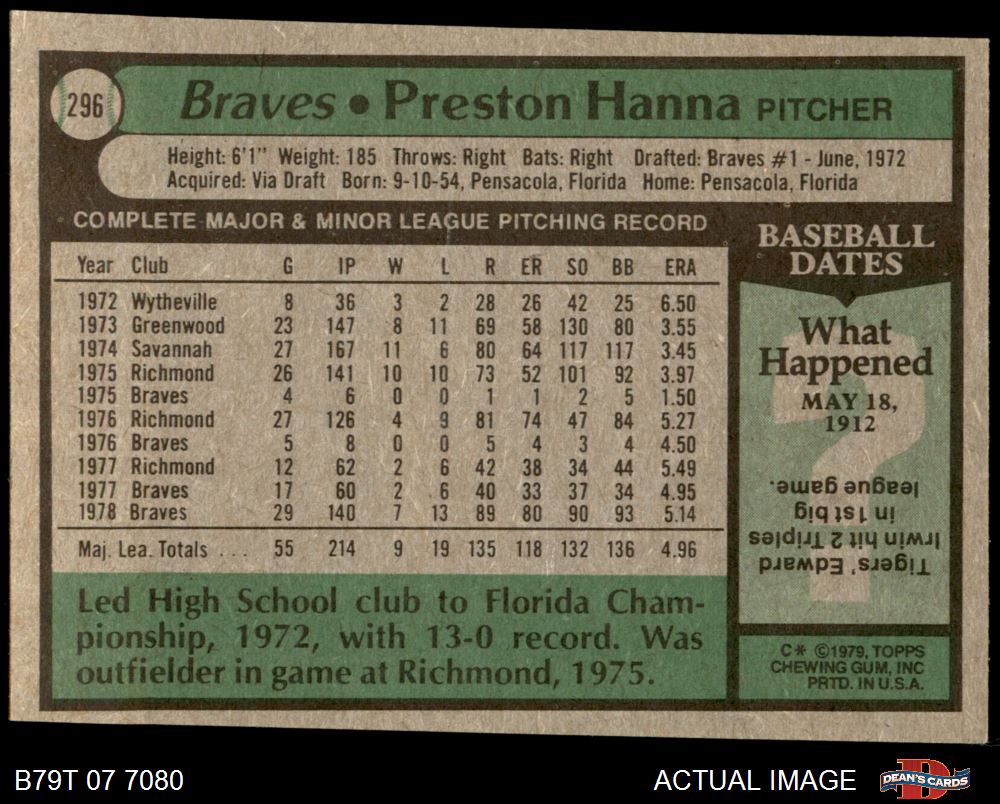 296
Braves • Preston Hanna PITCHER
Height: 6'1" Weight: 185 Throws: Right Bats: Right Drafted: Braves #1 - June, 1972
Acquired: Via Draft Born: 9-10-54, Pensacola, Florida Home: Pensacola, Florida
COMPLETE MAJOR & MINOR LEAGUE PITCHING RECORD
Year Club G IP W L R ER SO BB ERA
1972 Wytheville 8 36 3 2 28 26 42 25 6.50
1973 Greenwood 23 147 8 11 69 58 130 80 3.55
1974 Savannah 27 167 11 6 80 64 117 117 3.45
1975 Richmond 26 141 10 10 73 52 101 92 3.97
1975 Braves 4 6 0 0 1 1 2 5 1.50
1976 Richmond 27 126 4 9 81 74 47 84 5.27
1976 Braves 5 8 0 0 5 4 3 4 4.50
1977 Richmond 12 62 2 6 42 38 34 44 5.49
1977 Braves 17 60 2 6 40 33 37 34 4.95
1978 Braves 29 140 7 13 89 80 90 93 5.14
Maj. Lea. Totals ... 55 214 9 19 135 118 132 136 4.96
Led High School club to Florida Cham-
pionship, 1972, with 13-0 record. Was
outfielder in game at Richmond, 1975.
BASEBALL
DATES
What
Happened
MAY 18,
1912
Tigers' Edward
Irwin hit 2 Triples
in 1st big
league game.
C* ©1979, TOPPS
CHEWING GUM, INC
PRTD. IN U.S.A.
B79T 07 7080
ACTUAL IMAGE
DEAN'S CARDS